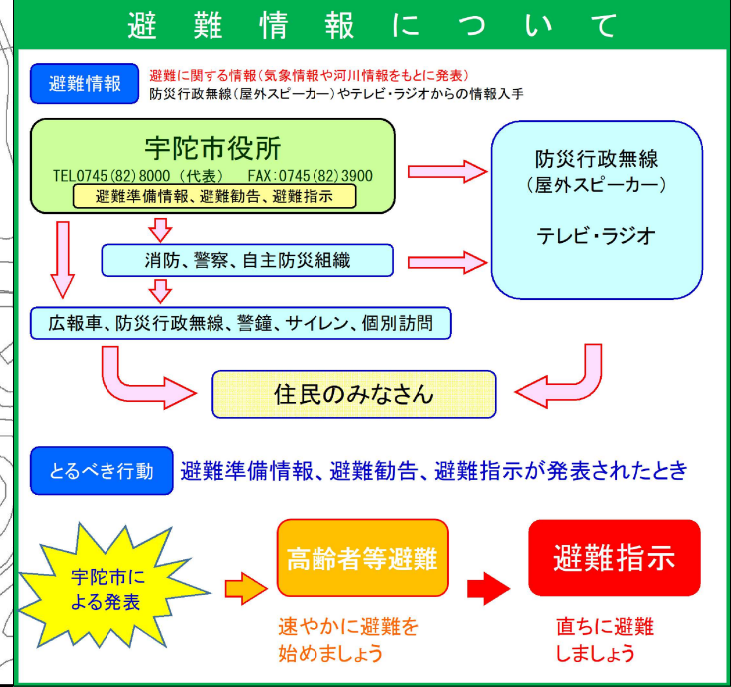 避難情報について
避難情報
避難に関する情報(気象情報や河川情報をもとに発表)
防災行政無線(屋外スピーカー)やテレビ・ラジオからの情報入手
宇陀市役所
TEL0745(82)8000 (代表) FAX:0745(82)3900
避難準備情報、避難勧告、避難指示
防災行政無線
(屋外スピーカー)
テレビ・ラジオ
消防、警察、自主防災組織
広報車、防災行政無線、警鐘、サイレン、個別訪問
住民のみなさん
とるべき行動
避難準備情報、避難勧告、避難指示が発表されたとき
宇陀市に
よる発表
高齢者等避難
避難指示
速やかに避難を
始めましょう
直ちに避難
しましょう